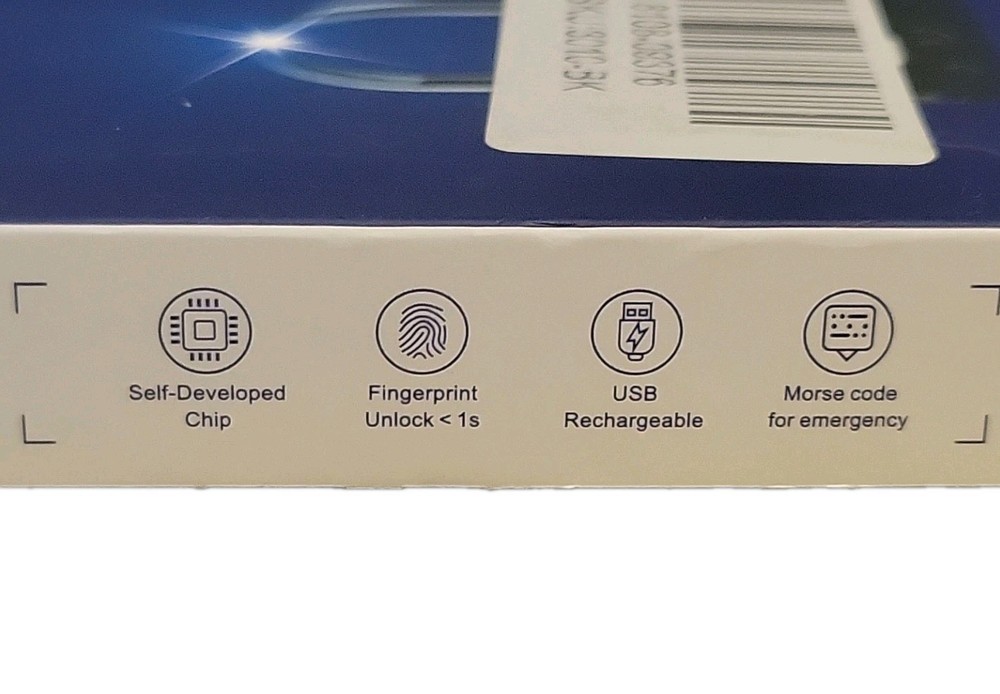 Self-Developed
Chip
Fingerprint
Unlock < 1s
USB
Rechargeable
Morse code
for emergency